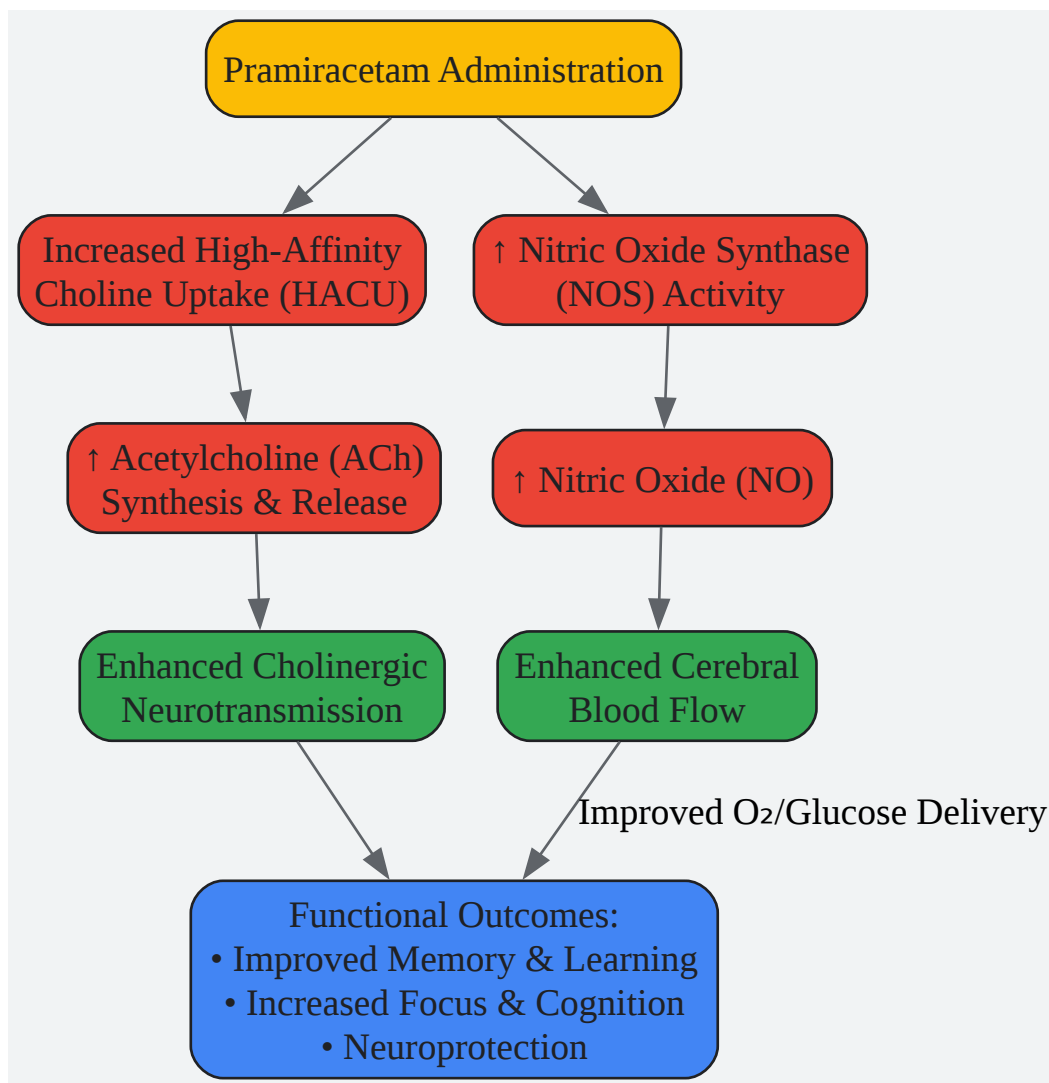 Pramiracetam Administration
Increased High-Affinity
Choline Uptake (HACU)
↑ Nitric Oxide Synthase
(NOS) Activity
↑ Acetylcholine (ACh)
Synthesis & Release
↑ Nitric Oxide (NO)
Enhanced Cholinergic
Neurotransmission
Enhanced Cerebral
Blood Flow
Improved O₂/Glucose Delivery
Functional Outcomes:
• Improved Memory & Learning
• Increased Focus & Cognition
• Neuroprotection